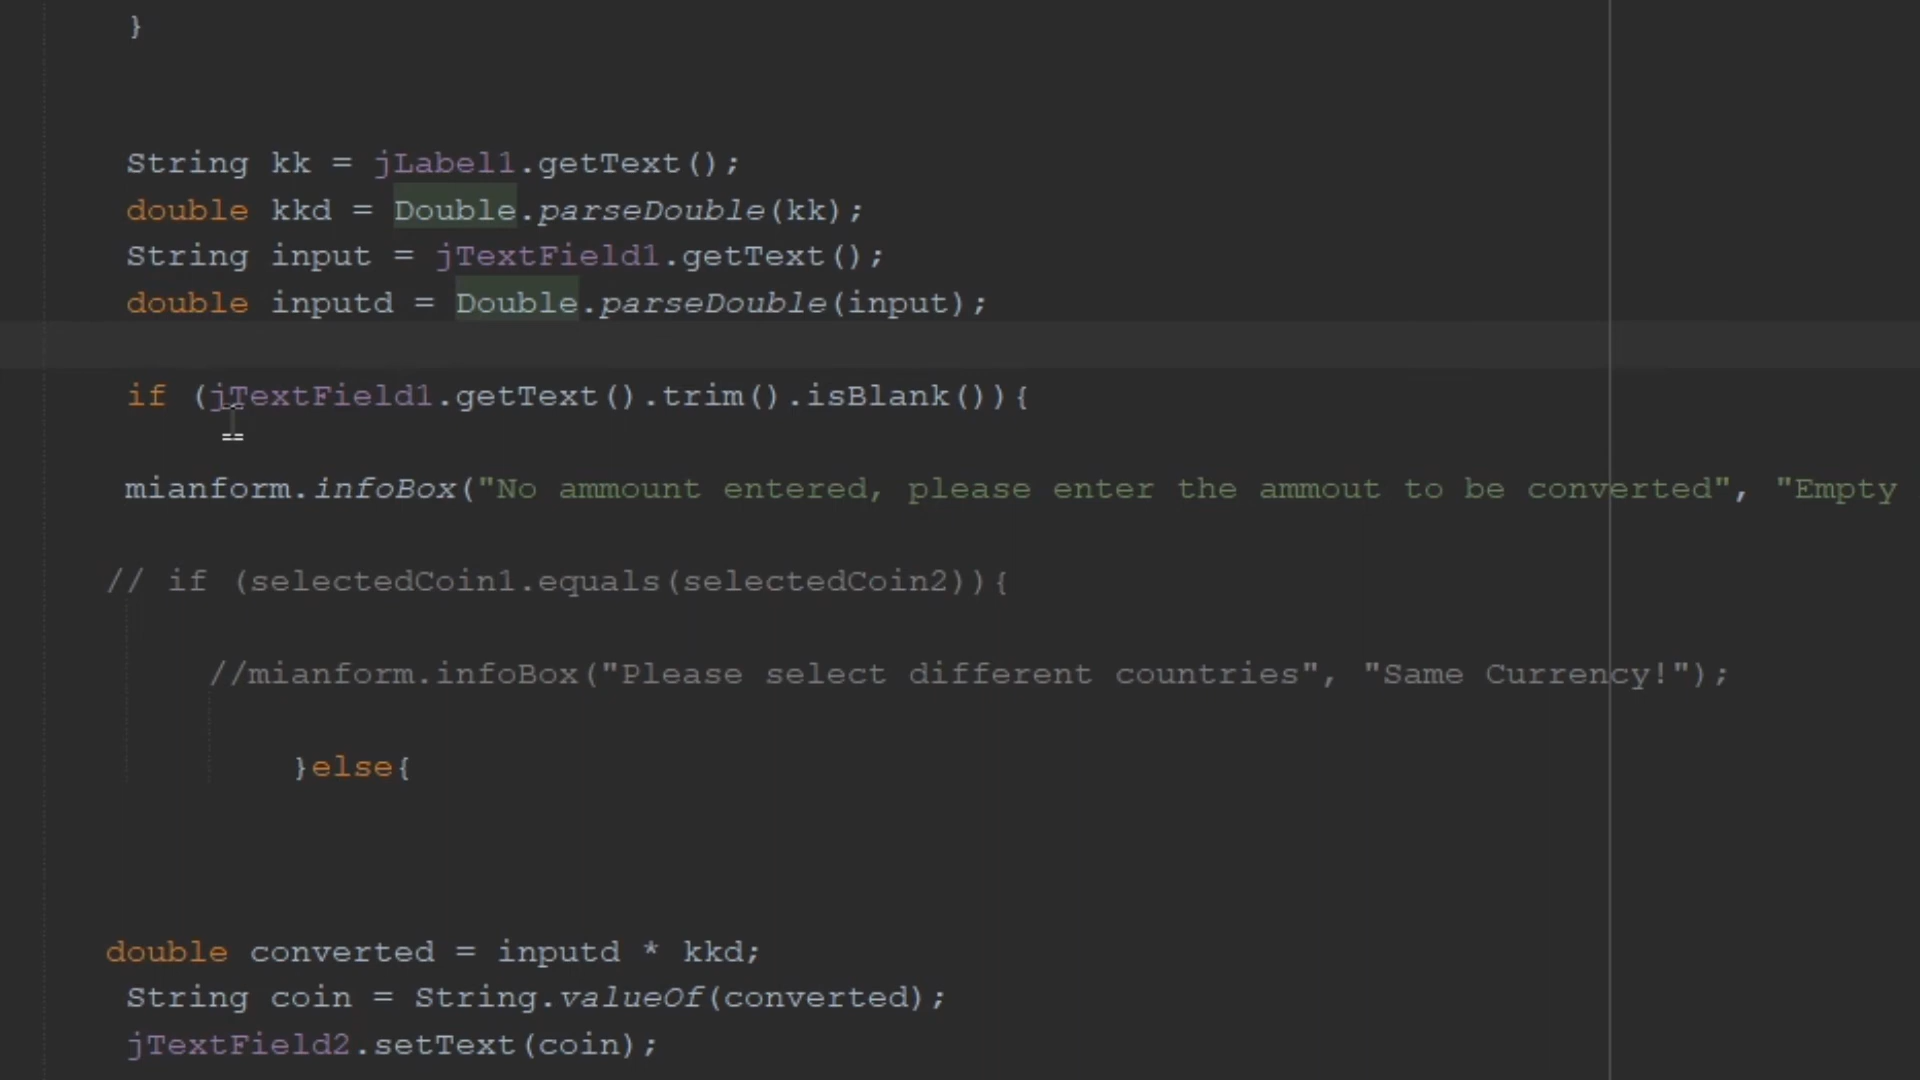 }
String kk = jLabel1.getText();
double kkd = Double.parseDouble(kk);
String input = jTextField1.getText();
double inputd = Double.parseDouble(input);
if (jTextField1.getText().trim().isBlank()){
mianform.infoBox("No ammount entered, please enter the ammout to be converted", "Empty
// if (selectedCoin1.equals(selectedCoin2)){
//mianform.infoBox("Please select different countries", "Same Currency!");
}else{
double converted = inputd * kkd;
String coin = String.valueOf(converted);
jTextField2.setText(coin);